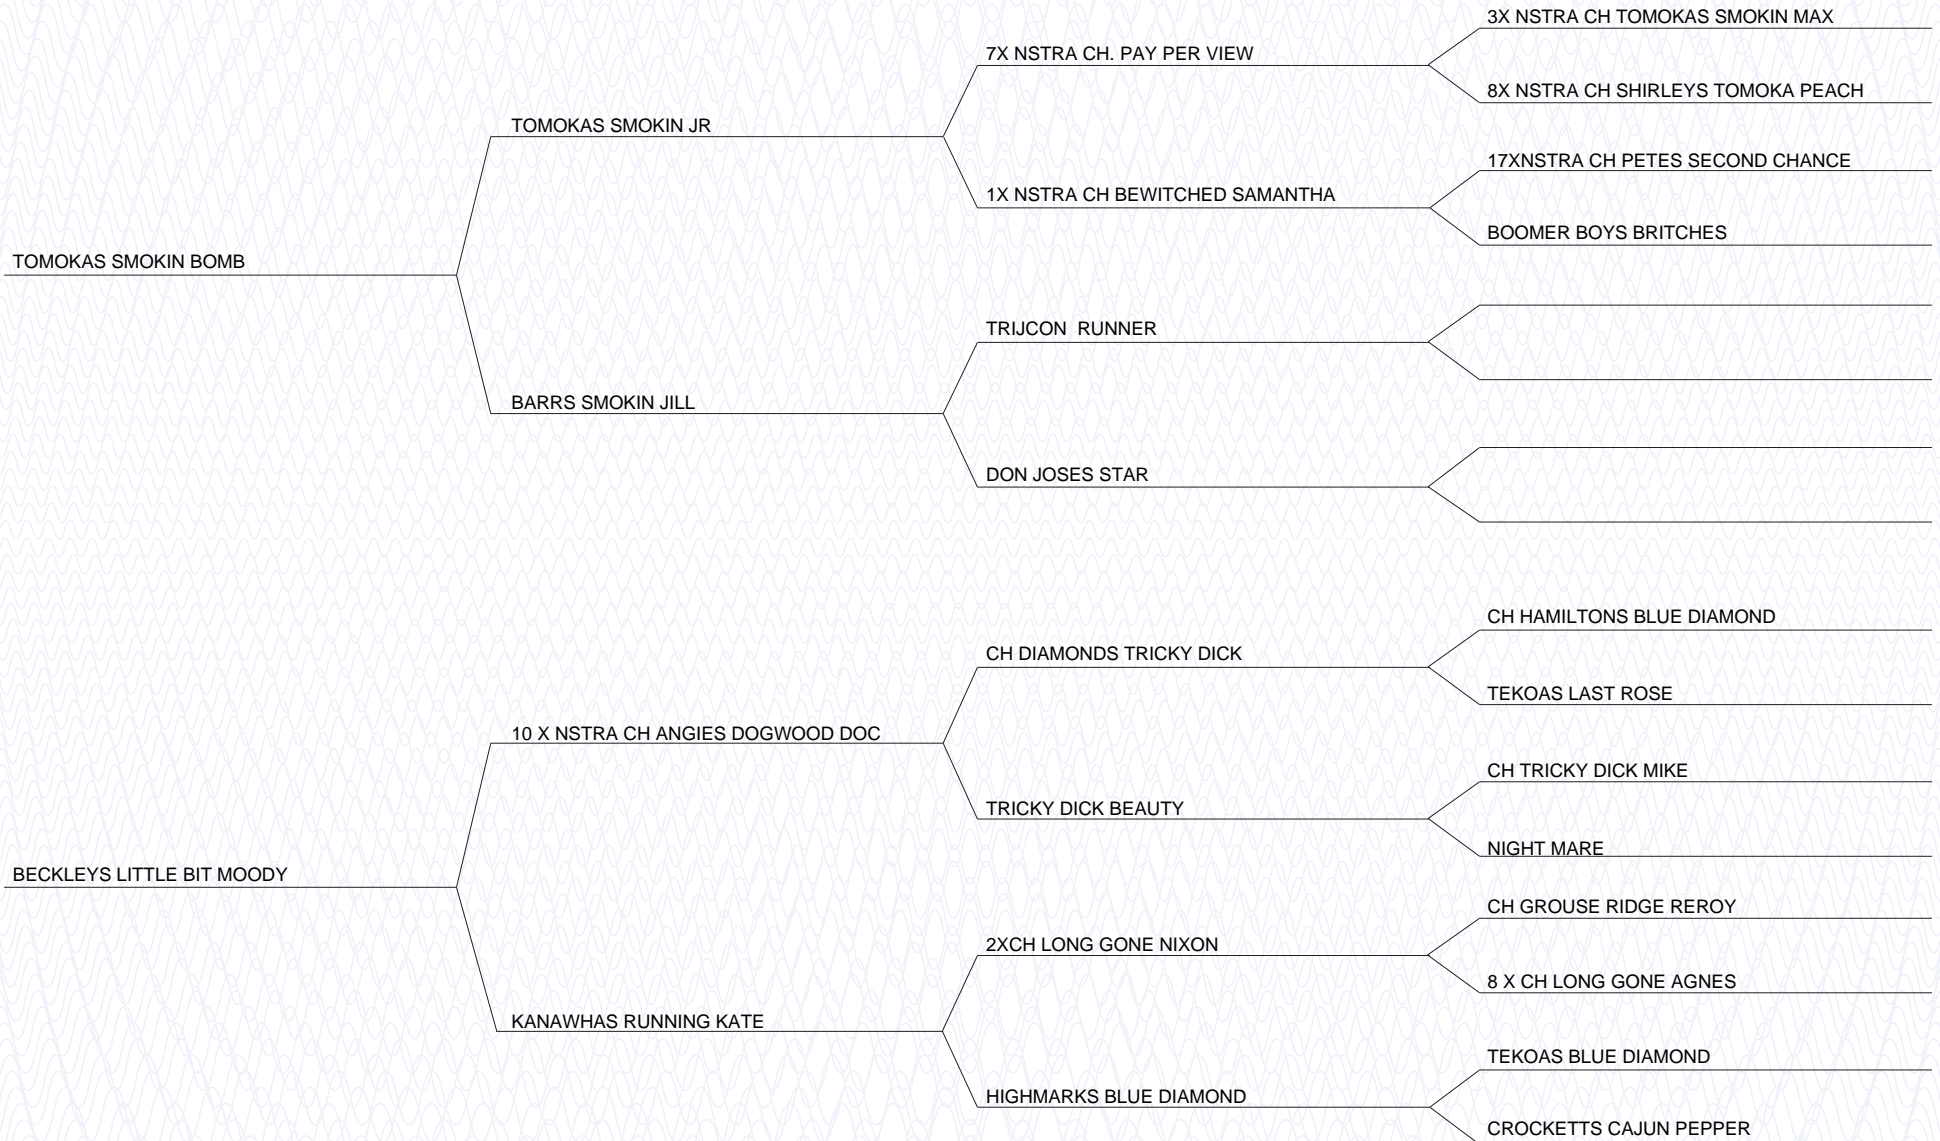 3X NSTRA CH TOMOKAS SMOKIN MAX
7X NSTRA CH. PAY PER VIEW
8X NSTRA CH SHIRLEYS TOMOKA PEACH
TOMOKAS SMOKIN JR
17XNSTRA CH PETES SECOND CHANCE
1X NSTRA CH BEWITCHED SAMANTHA
BOOMER BOYS BRITCHES
TOMOKAS SMOKIN BOMB
TRIJCON RUNNER
BARRS SMOKIN JILL
DON JOSES STAR
CH HAMILTONS BLUE DIAMOND
CH DIAMONDS TRICKY DICK
TEKOAS LAST ROSE
10 X NSTRA CH ANGIES DOGWOOD DOC
CH TRICKY DICK MIKE
TRICKY DICK BEAUTY
NIGHT MARE
BECKLEYS LITTLE BIT MOODY
CH GROUSE RIDGE REROY
2XCH LONG GONE NIXON
8 X CH LONG GONE AGNES
KANAWHAS RUNNING KATE
TEKOAS BLUE DIAMOND
HIGHMARKS BLUE DIAMOND
CROCKETTS CAJUN PEPPER